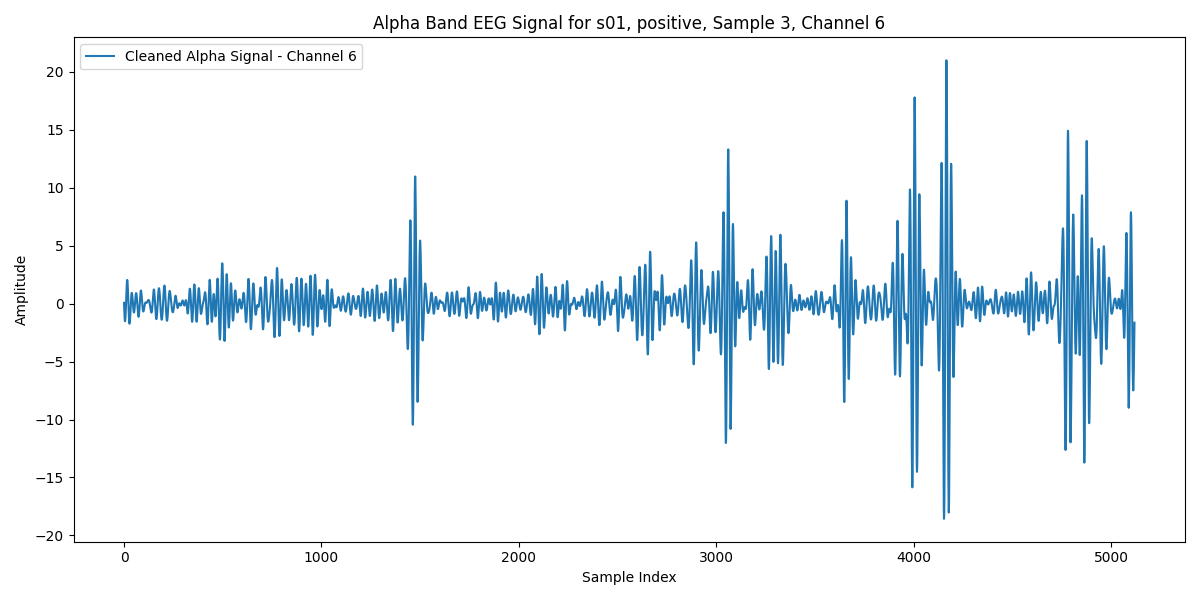 Alpha Band EEG Signal for s01, positive, Sample 3, Channel 6
Cleaned Alpha Signal - Channel 6
Amplitude
20
15
10
5
0
−5
−10
−15
−20
0 1000 2000 3000 4000 5000
Sample Index